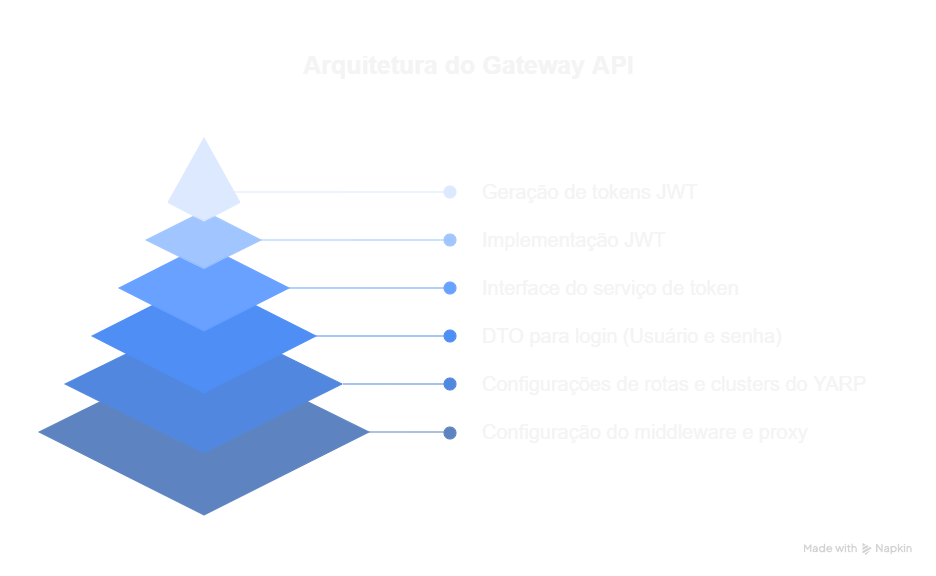 Arquitetura do Gateway API
Geração de tokens JWT
Implementação JWT
Interface do serviço de token
DTO para login (Usuário e senha)
Configurações de rotas e clusters do YARP
Configuração do middleware e proxy
Made with Napkin